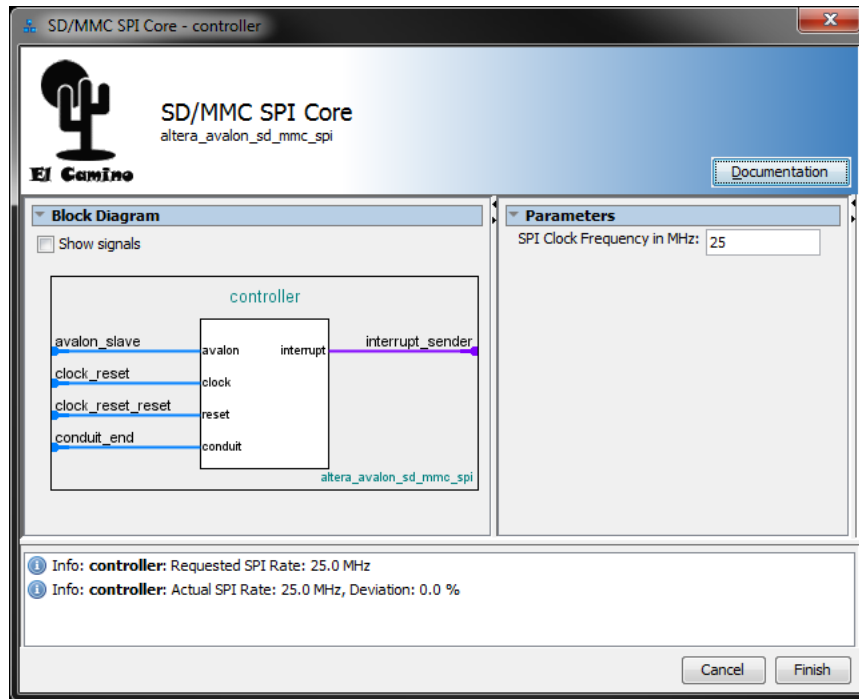 SD/MMC SPI Core - controller
SD/MMC SPI Core
altera_avalon_sd_mmc_spi
El Camino
Documentation
Block Diagram
Show signals
controller
avalon_slave
avalon
interrupt
interrupt_sender
clock_reset
clock
clock_reset_reset
reset
conduit_end
conduit
altera_avalon_sd_mmc_spi
Parameters
SPI Clock Frequency in MHz: 25
Info: controller: Requested SPI Rate: 25.0 MHz
Info: controller: Actual SPI Rate: 25.0 MHz, Deviation: 0.0 %
Cancel
Finish